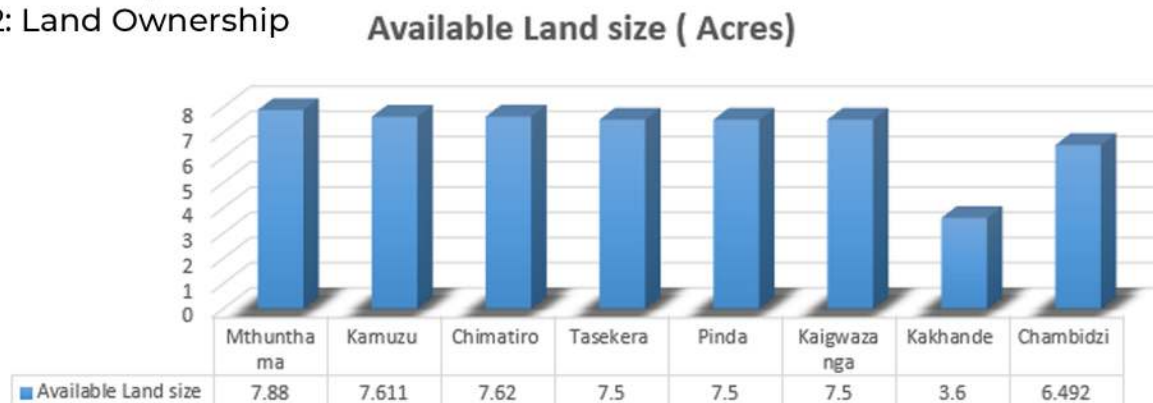 2: Land Ownership
Available Land size ( Acres)
8
7
6
5
4
3
2
1
0
Mthuntha
ma
Kamuzu
Chimatiro
Tasekera
Pinda
Kaigwaza
nga
Kakhande
Chambidzi
Available Land size 7.88 7.611 7.62 7.5 7.5 7.5 3.6 6.492